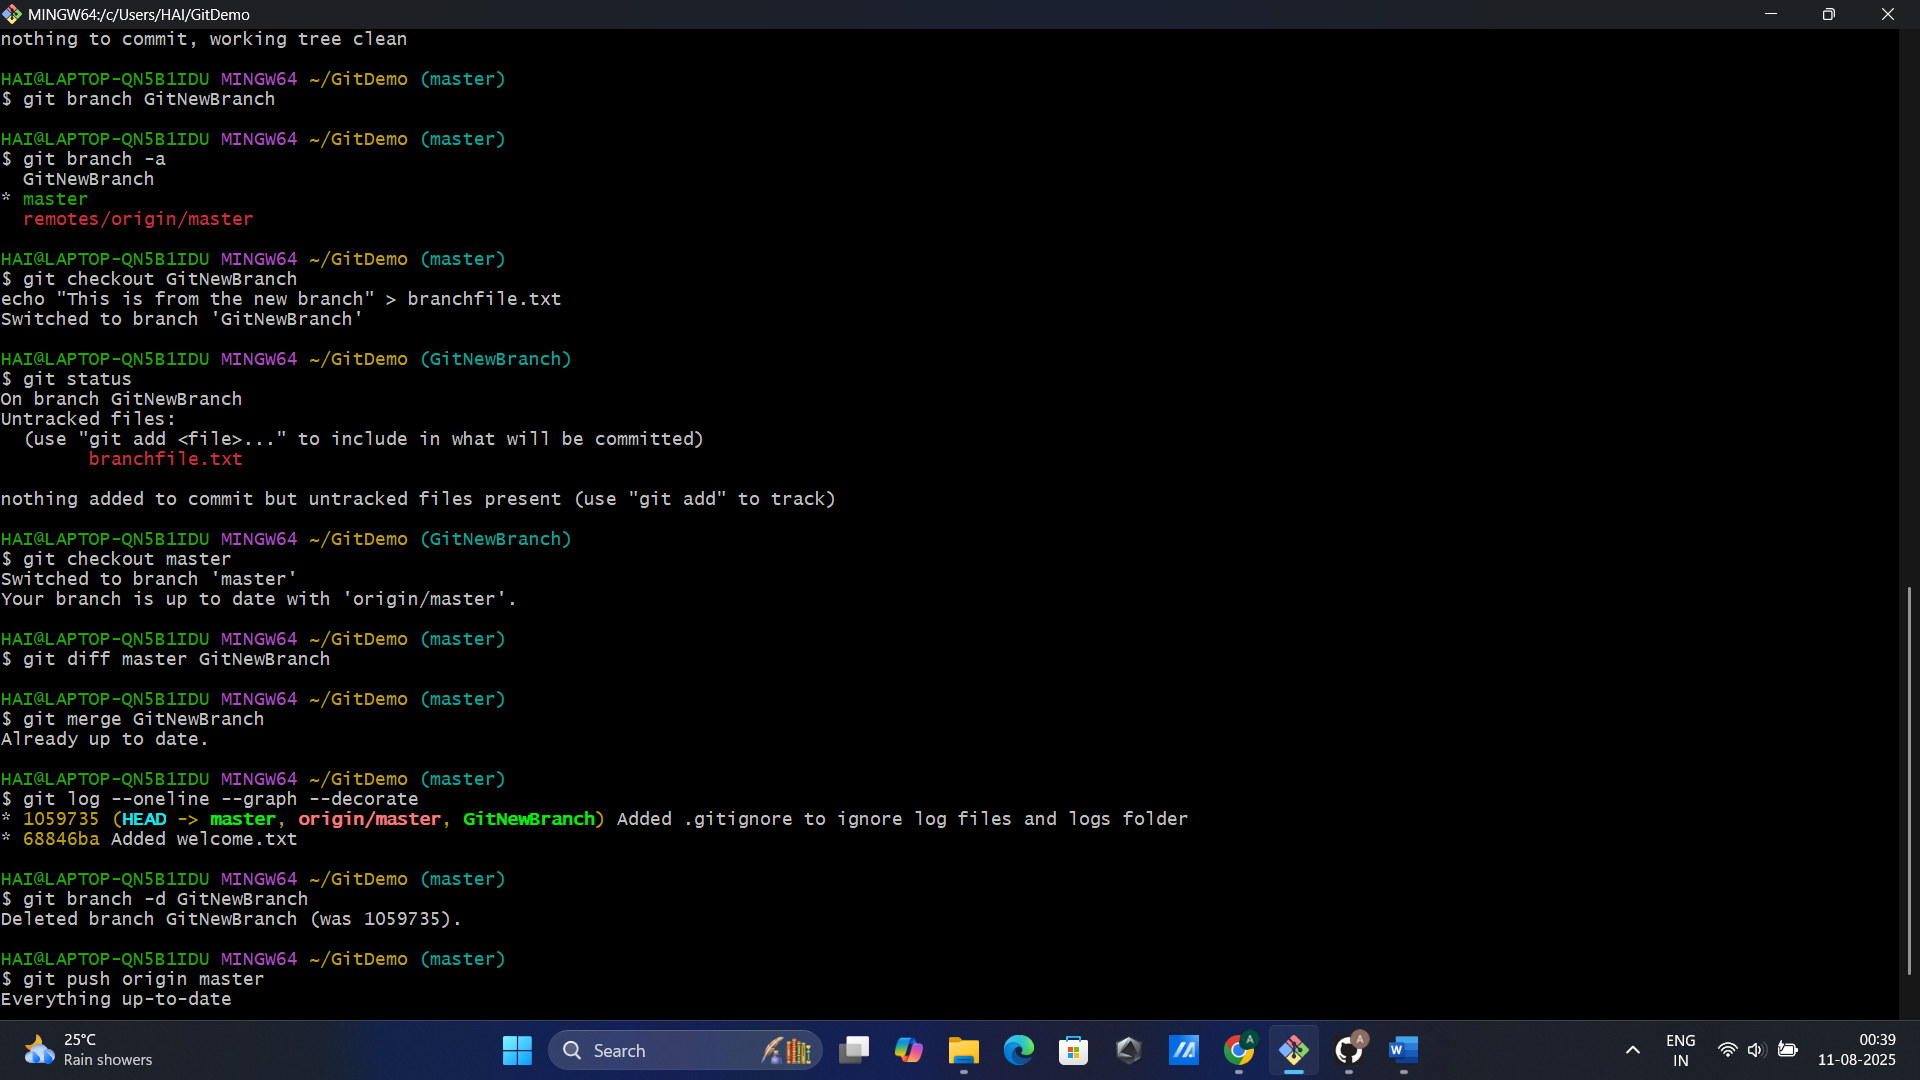 MINGW64:/c/Users/HAI/GitDemo
nothing to commit, working tree clean
HAI@LAPTOP-QN5B1IDU MINGW64 ~/GitDemo (master)
$ git branch GitNewBranch
HAI@LAPTOP-QN5B1IDU MINGW64 ~/GitDemo (master)
$ git branch -a
  GitNewBranch
* master
  remotes/origin/master
HAI@LAPTOP-QN5B1IDU MINGW64 ~/GitDemo (master)
$ git checkout GitNewBranch
echo "This is from the new branch" > branchfile.txt
Switched to branch 'GitNewBranch'
HAI@LAPTOP-QN5B1IDU MINGW64 ~/GitDemo (GitNewBranch)
$ git status
On branch GitNewBranch
Untracked files:
  (use "git add <file>..." to include in what will be committed)
        branchfile.txt
nothing added to commit but untracked files present (use "git add" to track)
HAI@LAPTOP-QN5B1IDU MINGW64 ~/GitDemo (GitNewBranch)
$ git checkout master
Switched to branch 'master'
Your branch is up to date with 'origin/master'.
HAI@LAPTOP-QN5B1IDU MINGW64 ~/GitDemo (master)
$ git diff master GitNewBranch
HAI@LAPTOP-QN5B1IDU MINGW64 ~/GitDemo (master)
$ git merge GitNewBranch
Already up to date.
HAI@LAPTOP-QN5B1IDU MINGW64 ~/GitDemo (master)
$ git log --oneline --graph --decorate
* 1059735 (HEAD -> master, origin/master, GitNewBranch) Added .gitignore to ignore log files and logs folder
* 68846ba Added welcome.txt
HAI@LAPTOP-QN5B1IDU MINGW64 ~/GitDemo (master)
$ git branch -d GitNewBranch
Deleted branch GitNewBranch (was 1059735).
HAI@LAPTOP-QN5B1IDU MINGW64 ~/GitDemo (master)
$ git push origin master
Everything up-to-date
25°C
Rain showers
Search
A
A
W
ENG
IN
00:39
11-08-2025